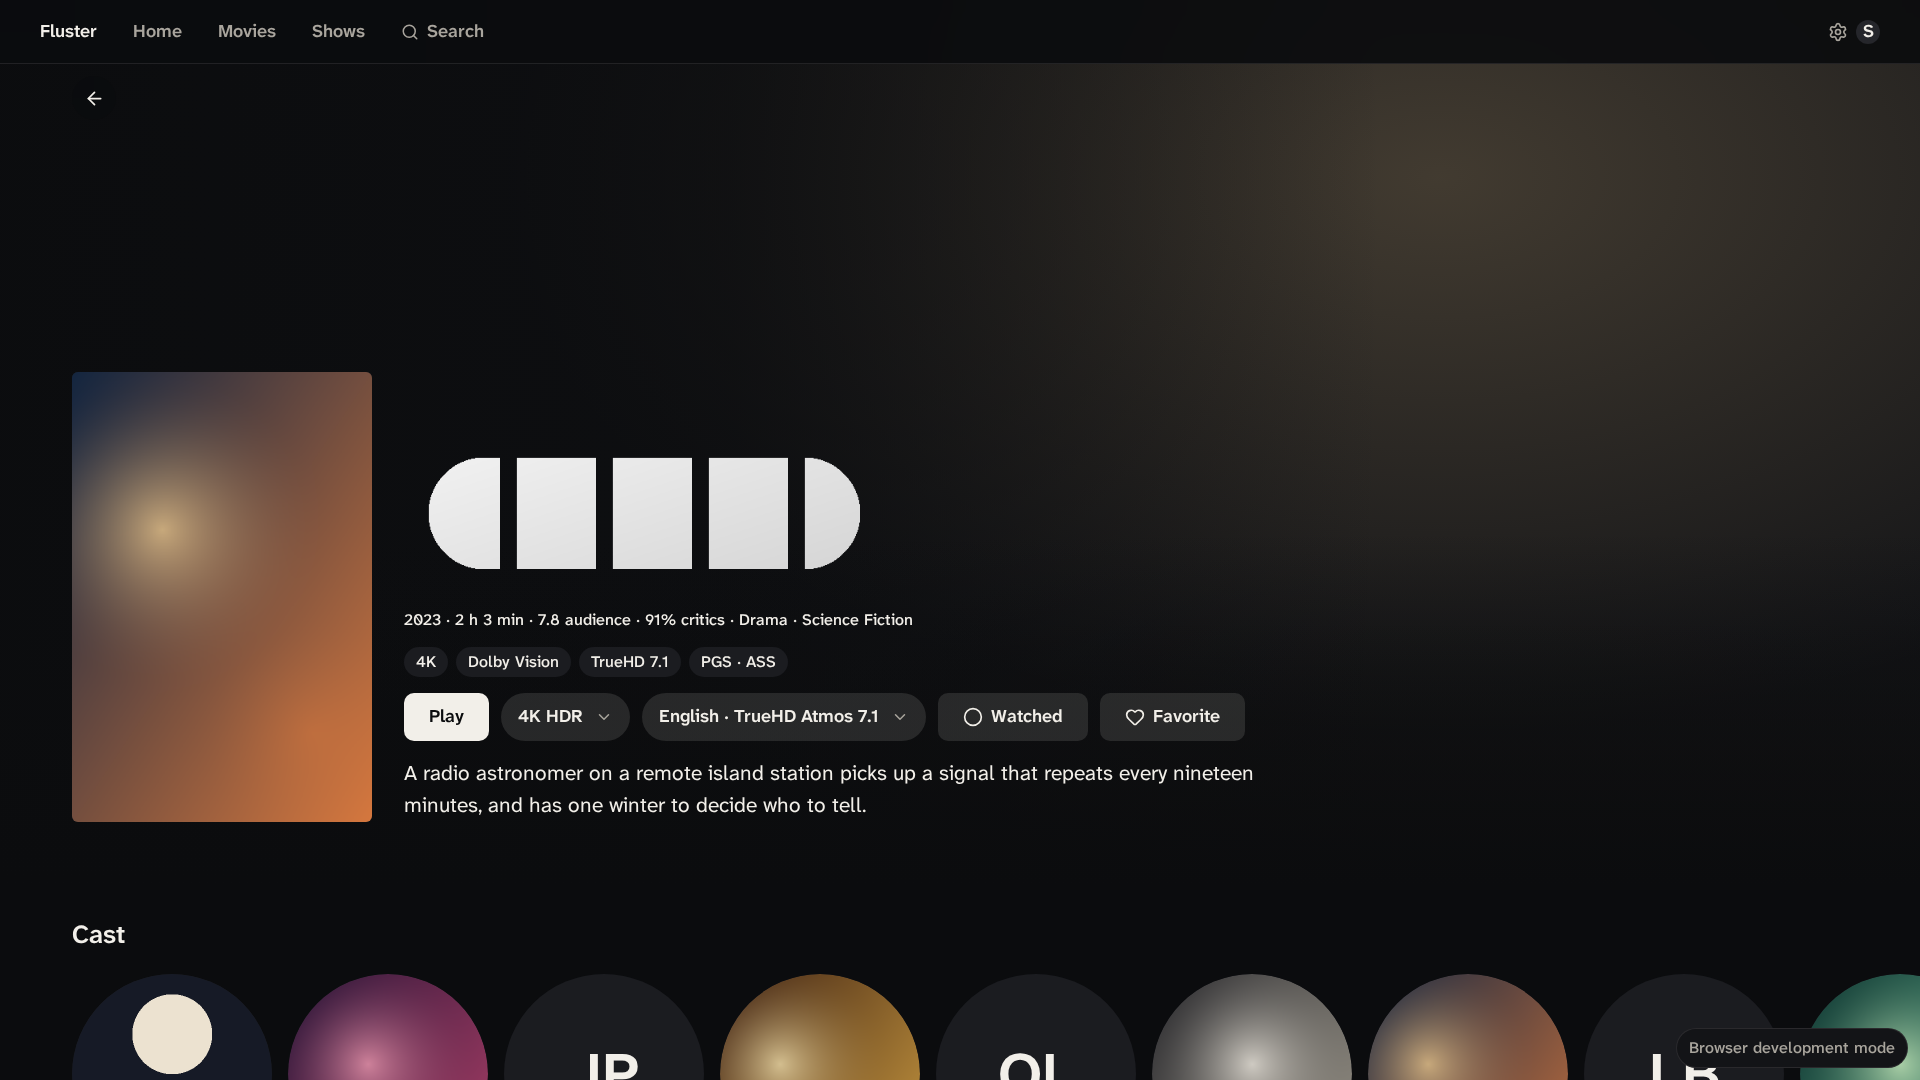 Fluster Home Movies Shows Search S
2023 · 2 h 3 min · 7.8 audience · 91% critics · Drama · Science Fiction
4K Dolby Vision TrueHD 7.1 PGS · ASS
Play 4K HDR English · TrueHD Atmos 7.1 Watched Favorite
A radio astronomer on a remote island station picks up a signal that repeats every nineteen
minutes, and has one winter to decide who to tell.
Cast
Browser development mode